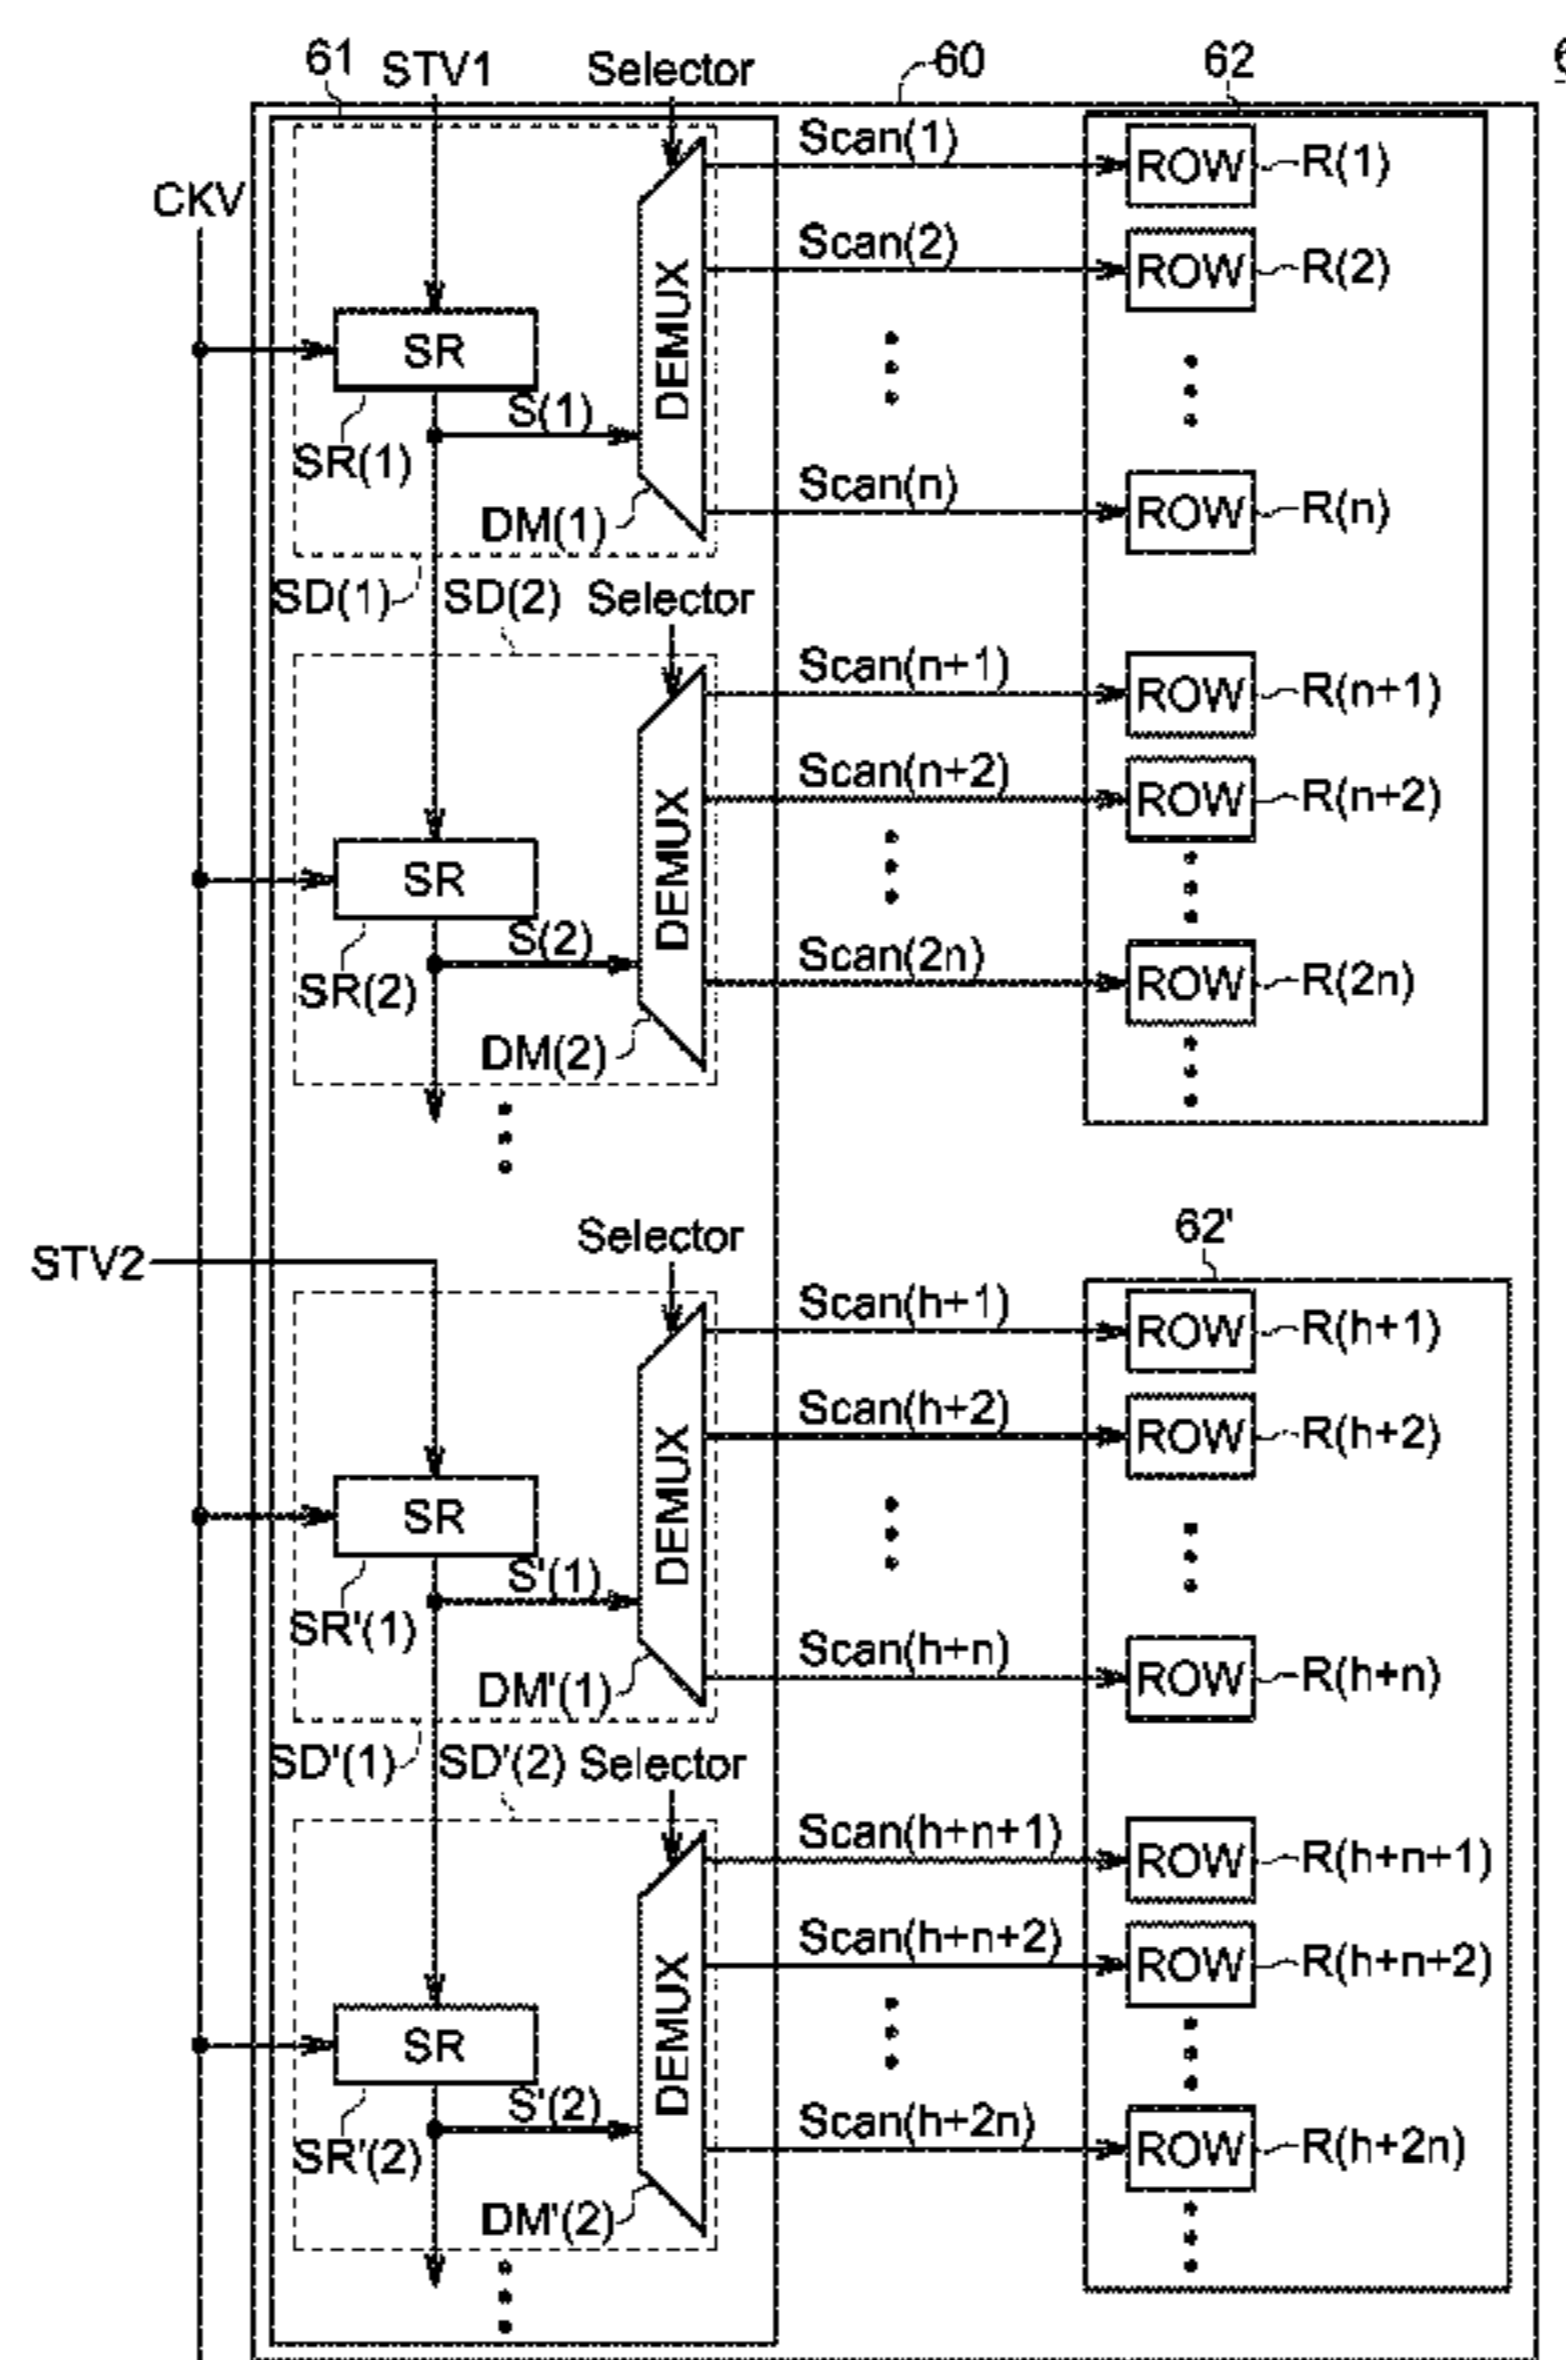 61 STV1 Selector 60 62 6
CKV
Scan(1) ROW R(1)
Scan(2) ROW R(2)
SR DEMUX
S(1)
SR(1)
Scan(n) ROW R(n)
DM(1)
SD(1) SD(2) Selector
Scan(n+1) ROW R(n+1)
Scan(n+2) ROW R(n+2)
SR DEMUX
S(2)
SR(2)
Scan(2n) ROW R(2n)
DM(2)
STV2 Selector 62'
Scan(h+1) ROW R(h+1)
Scan(h+2) ROW R(h+2)
SR DEMUX
S'(1)
SR'(1)
Scan(h+n) ROW R(h+n)
DM'(1)
SD'(1) SD'(2) Selector
Scan(h+n+1) ROW R(h+n+1)
Scan(h+n+2) ROW R(h+n+2)
SR DEMUX
S'(2)
SR'(2)
Scan(h+2n) ROW R(h+2n)
DM'(2)